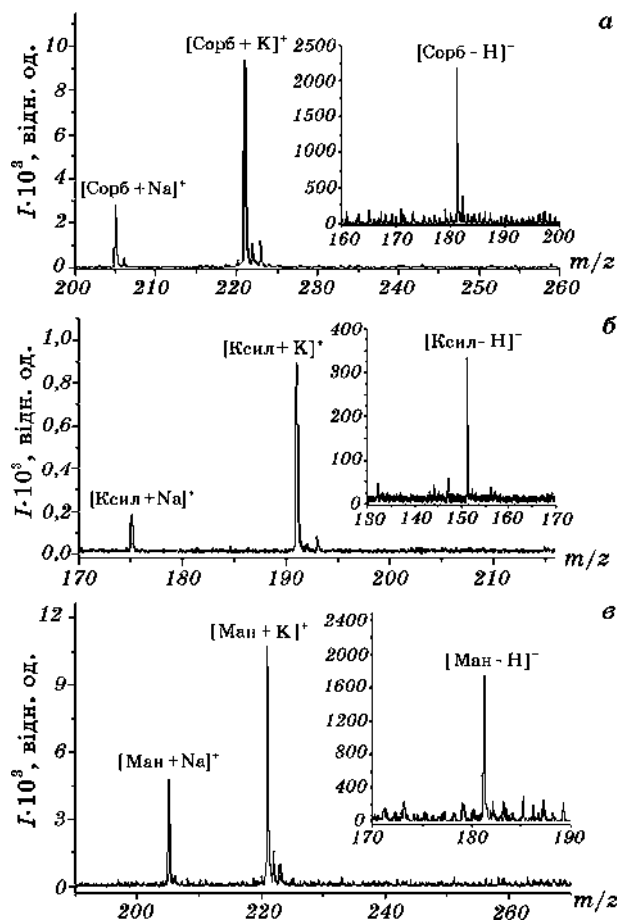 а
I·10³, відн. од.
10
8
6
4
2
0
[Сорб + K]⁺
[Сорб + Na]⁺
200 210 220 230 240 250 260
m/z
[Сорб - H]⁻
2500
2000
1500
1000
500
0
160 170 180 190 200
б
I·10³, відн. од.
1,0
0,8
0,6
0,4
0,2
0,0
[Ксил + K]⁺
[Ксил + Na]⁺
170 180 190 200 210
m/z
[Ксил - H]⁻
400
300
200
100
40
0
130 140 150 160 170
в
I·10³, відн. од.
12
9
6
3
0
[Ман + K]⁺
[Ман + Na]⁺
200 220 240 260
m/z
[Ман - H]⁻
2400
2000
1600
1200
800
400
0
170 180 190